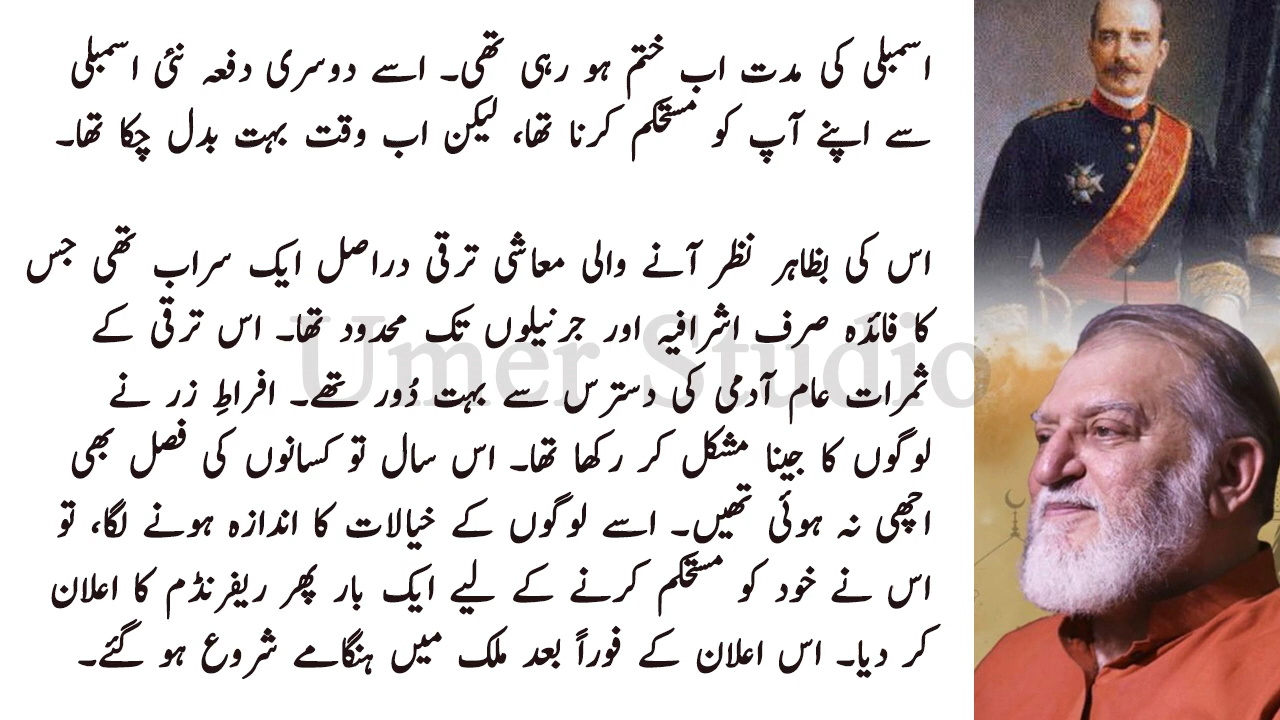 اسمبلی کی مدت اب ختم ہو رہی تھی۔ اسے دوسری دفعہ نئی اسمبلی
سے اپنے آپ کو مستحکم کرنا تھا، لیکن اب وقت بہت بدل چکا تھا۔
اس کی بظاہر نظر آنے والی معاشی ترقی دراصل ایک سراب تھی جس
کا فائدہ صرف اشرافیہ اور جرنیلوں تک محدود تھا۔ اس ترقی کے
ثمرات عام آدمی کی دسترس سے بہت دُور تھے۔ افراطِ زر نے
لوگوں کا جینا مشکل کر رکھا تھا۔ اس سال تو کسانوں کی فصل بھی
اچھی نہ ہوئی تھیں۔ اسے لوگوں کے خیالات کا اندازہ ہونے لگا، تو
اس نے خود کو مستحکم کرنے کے لیے ایک بار پھر ریفرنڈم کا اعلان
کر دیا۔ اس اعلان کے فوراً بعد ملک میں ہنگامے شروع ہو گئے۔
Umer Studio